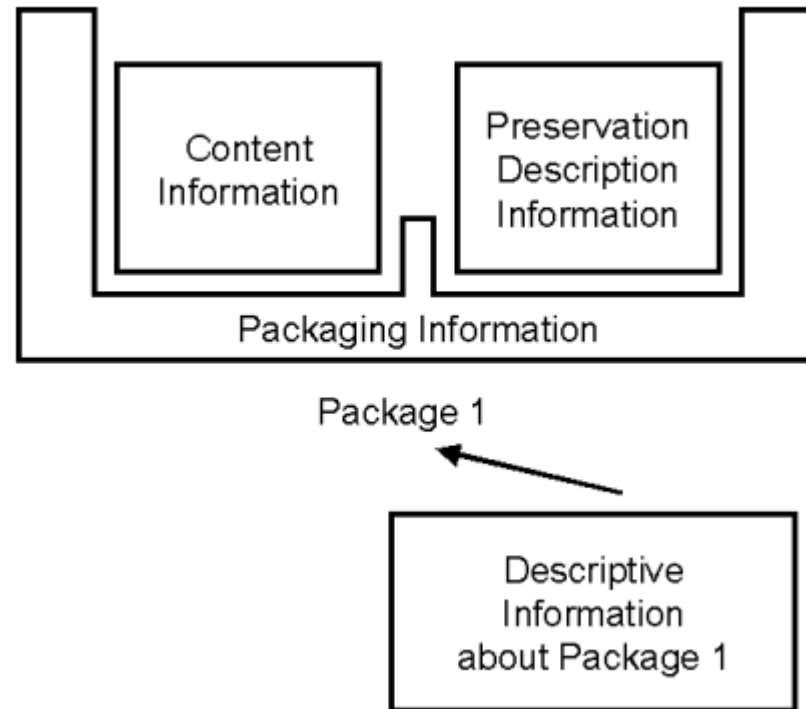 Content
Information
Preservation
Description
Information
Packaging Information
Package 1
Descriptive
Information
about Package 1